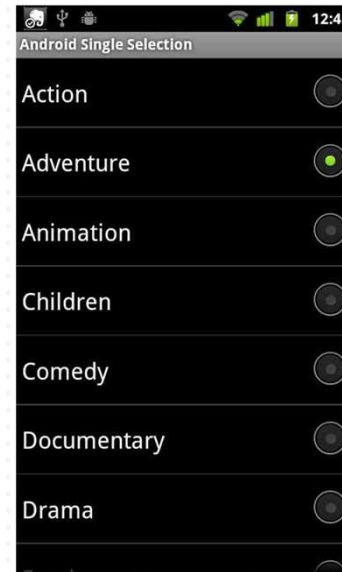 12:4
Android Single Selection
Action
Adventure
Animation
Children
Comedy
Documentary
Drama